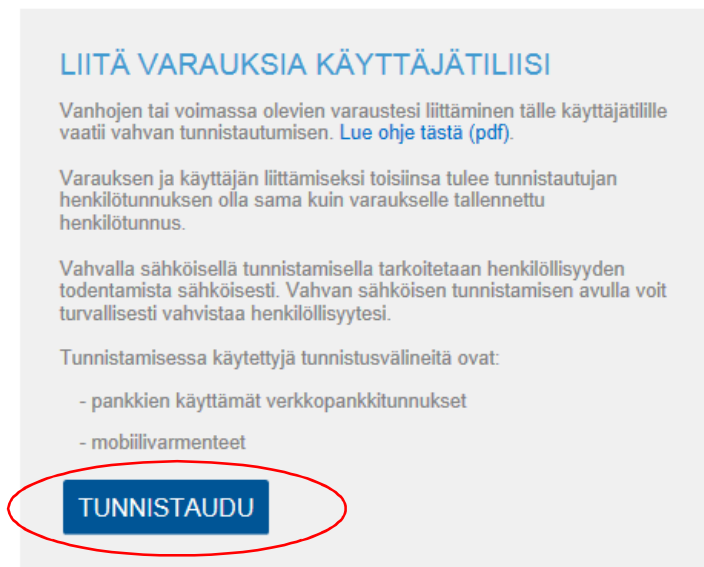 LIITÄ VARAUKSIA KÄYTTÄJÄTILIISI
Vanhojen tai voimassa olevien varaustesi liittäminen tälle käyttäjätilille
vaatii vahvan tunnistautumisen. Lue ohje tästä (pdf).
Varauksen ja käyttäjän liittämiseksi toisiinsa tulee tunnistautujan
henkilötunnuksen olla sama kuin varaukselle tallennettu
henkilötunnus.
Vahvalla sähköisellä tunnistamisella tarkoitetaan henkilöllisyyden
todentamista sähköisesti. Vahvan sähköisen tunnistamisen avulla voit
turvallisesti vahvistaa henkilöllisyytesi.
Tunnistamisessa käytettyjä tunnistusvälineitä ovat:
- pankkien käyttämät verkkopankkitunnukset
- mobiilivarmenteet
TUNNISTAUDU